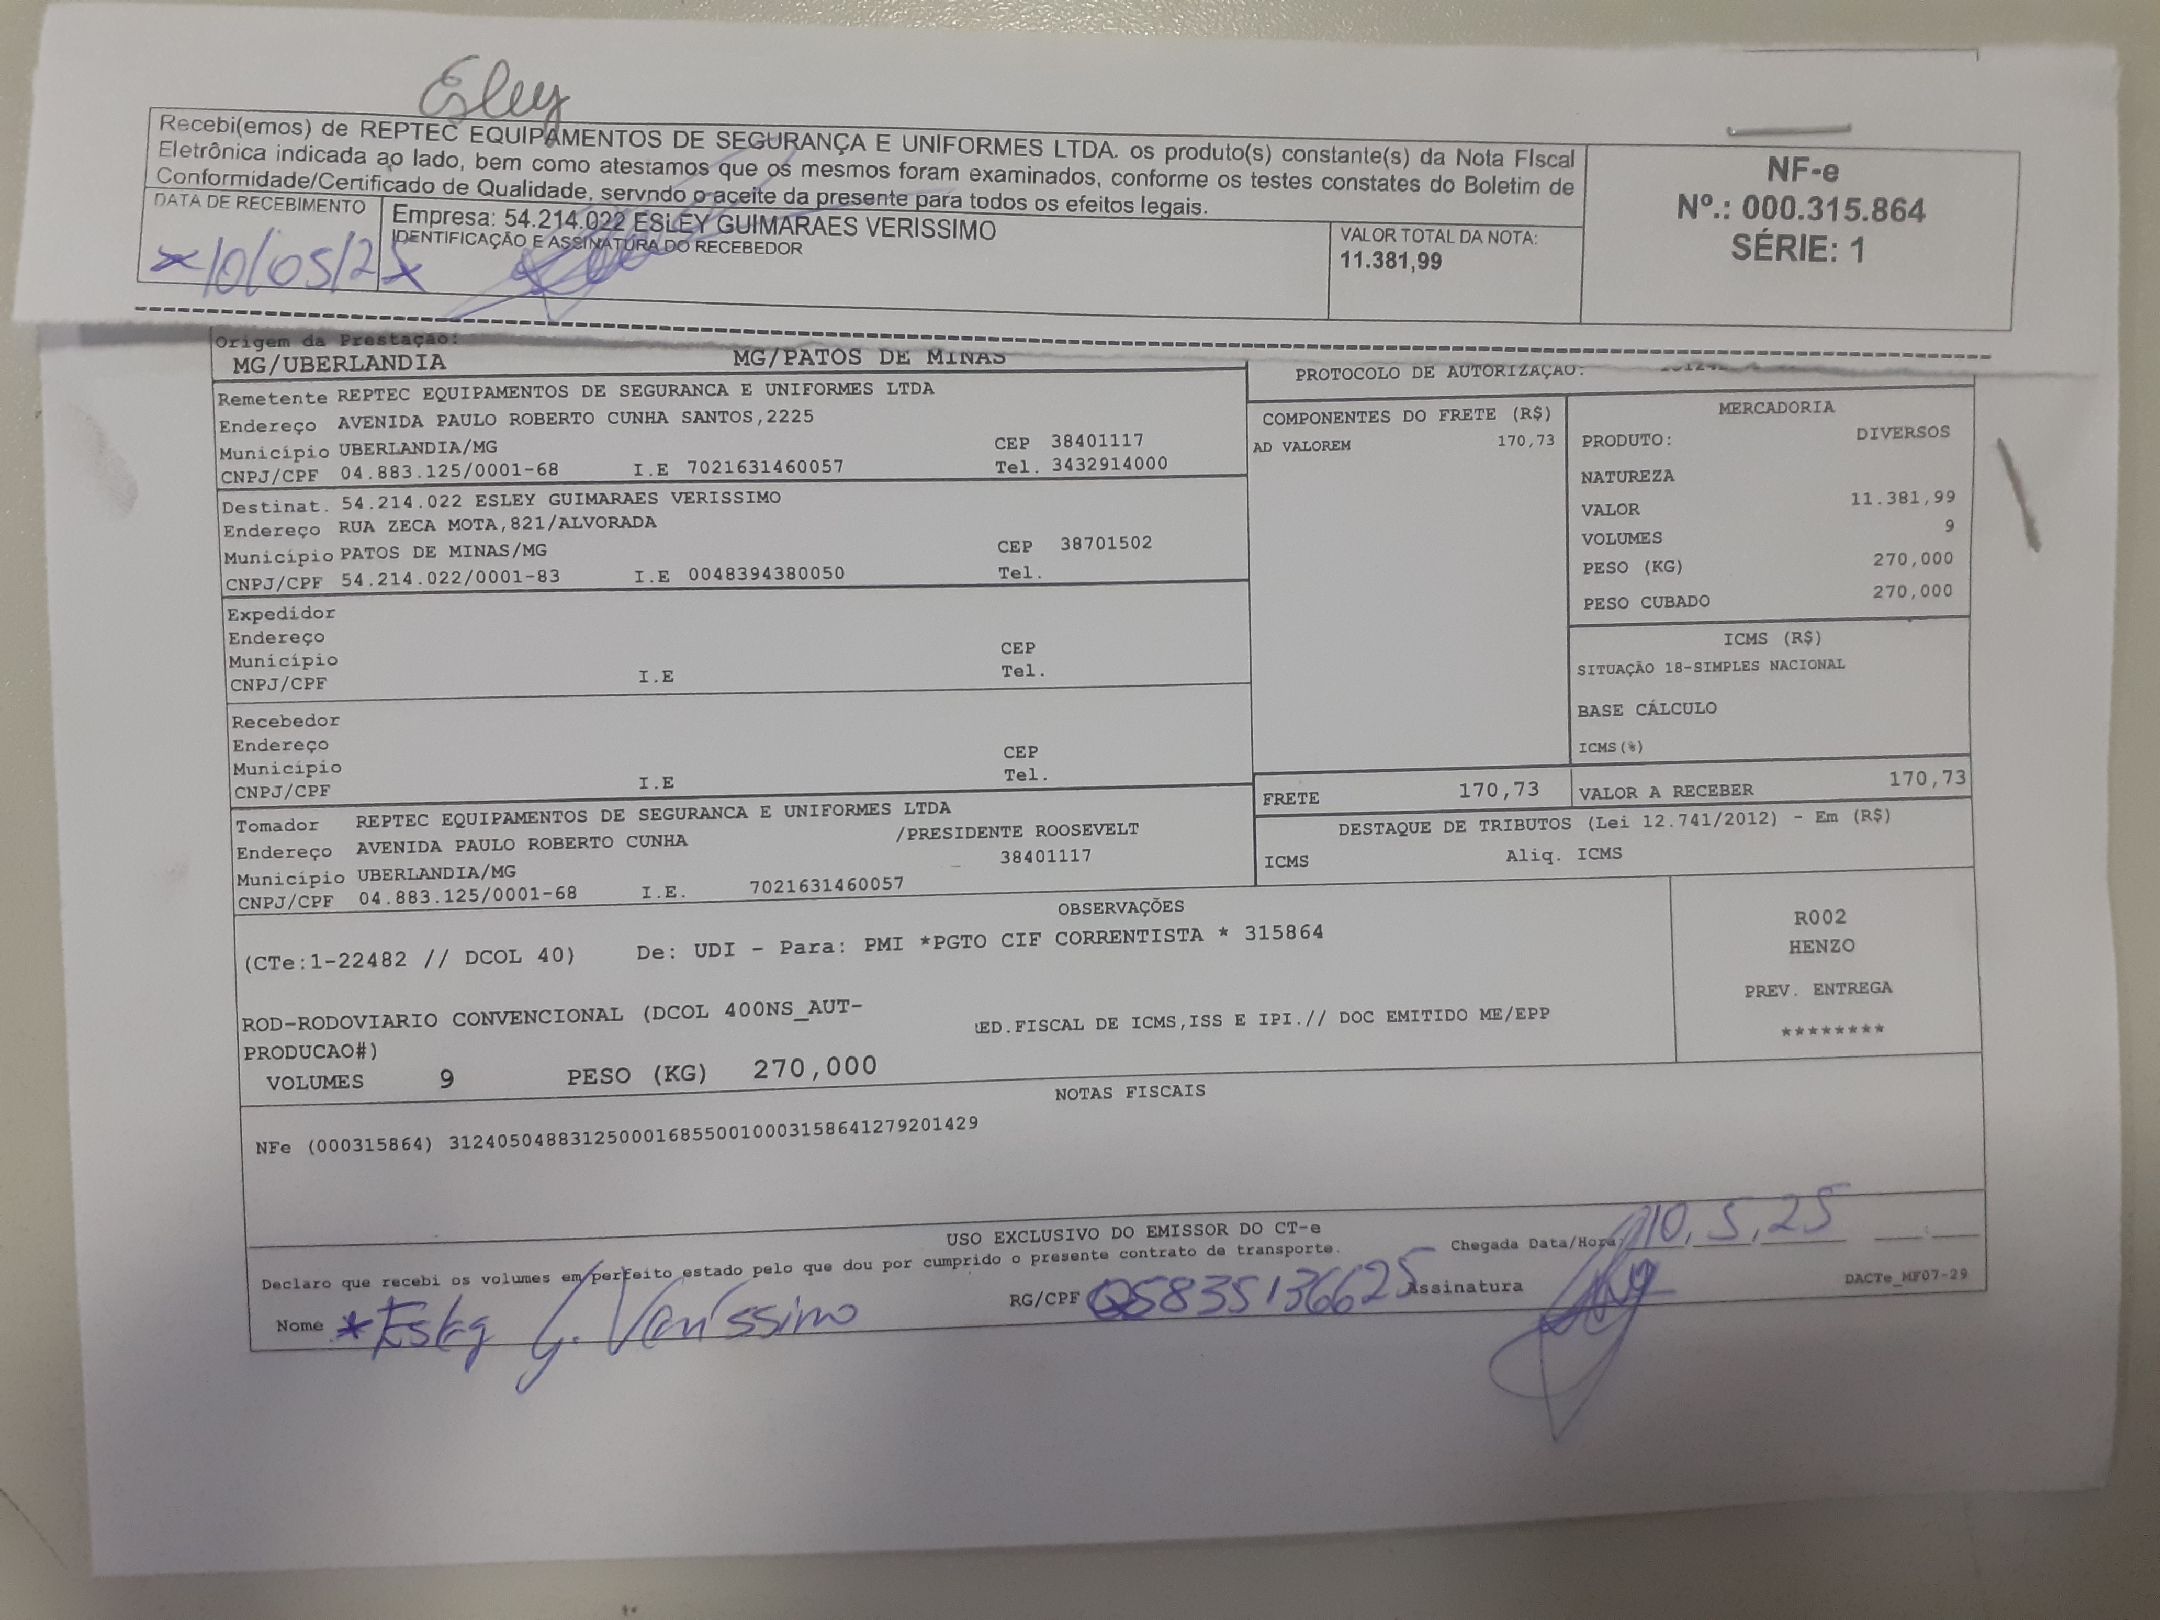 Esley
Recebi(emos) de REPTEC EQUIPAMENTOS DE SEGURANÇA E UNIFORMES LTDA. os produto(s) constante(s) da Nota FIscal
Eletrônica indicada ao lado, bem como atestamos que os mesmos foram examinados, conforme os testes constates do Boletim de
Conformidade/Certificado de Qualidade, servndo o aceite da presente para todos os efeitos legais.
NF-e
Nº.: 000.315.864
SÉRIE: 1
DATA DE RECEBIMENTO
x 10/05/25
Empresa: 54.214.022 ESLEY GUIMARAES VERISSIMO
IDENTIFICAÇÃO E ASSINATURA DO RECEBEDOR
x
VALOR TOTAL DA NOTA:
11.381,99
Origem da Prestação:
MG/UBERLANDIA MG/PATOS DE MINAS
PROTOCOLO DE AUTORIZAÇÃO:
Remetente REPTEC EQUIPAMENTOS DE SEGURANCA E UNIFORMES LTDA
Endereço AVENIDA PAULO ROBERTO CUNHA SANTOS,2225
Município UBERLANDIA/MG CEP 38401117
CNPJ/CPF 04.883.125/0001-68 I.E 7021631460057 Tel. 3432914000
Destinat. 54.214.022 ESLEY GUIMARAES VERISSIMO
Endereço RUA ZECA MOTA,821/ALVORADA
Município PATOS DE MINAS/MG CEP 38701502
CNPJ/CPF 54.214.022/0001-83 I.E 0048394380050 Tel.
Expedidor
Endereço
Município CEP
CNPJ/CPF I.E Tel.
Recebedor
Endereço
Município CEP
CNPJ/CPF I.E Tel.
Tomador REPTEC EQUIPAMENTOS DE SEGURANCA E UNIFORMES LTDA
Endereço AVENIDA PAULO ROBERTO CUNHA /PRESIDENTE ROOSEVELT
Município UBERLANDIA/MG 38401117
CNPJ/CPF 04.883.125/0001-68 I.E. 7021631460057
COMPONENTES DO FRETE (R$)
AD VALOREM 170,73
MERCADORIA
PRODUTO: DIVERSOS
NATUREZA
VALOR 11.381,99
VOLUMES 9
PESO (KG) 270,000
PESO CUBADO 270,000
ICMS (R$)
SITUAÇÃO 18-SIMPLES NACIONAL
BASE CÁLCULO
ICMS(%)
FRETE 170,73
VALOR A RECEBER 170,73
DESTAQUE DE TRIBUTOS (Lei 12.741/2012) - Em (R$)
ICMS Aliq. ICMS
OBSERVAÇÕES
(CTe:1-22482 // DCOL 40) De: UDI - Para: PMI *PGTO CIF CORRENTISTA * 315864
ROD-RODOVIARIO CONVENCIONAL (DCOL 400NS_AUT-
PRODUCAO#)
ED.FISCAL DE ICMS,ISS E IPI.// DOC EMITIDO ME/EPP
VOLUMES 9 PESO (KG) 270,000
R002
HENZO
PREV. ENTREGA
********
NOTAS FISCAIS
NFe (000315864) 31240504883125000168550010003158641279201429
USO EXCLUSIVO DO EMISSOR DO CT-e
Declaro que recebi os volumes em perfeito estado pelo que dou por cumprido o presente contrato de transporte.
Chegada Data/Hora: 10, 5, 25
Nome *Esley G. Veríssimo RG/CPF 05835136625 Assinatura
DACTe_MF07-29